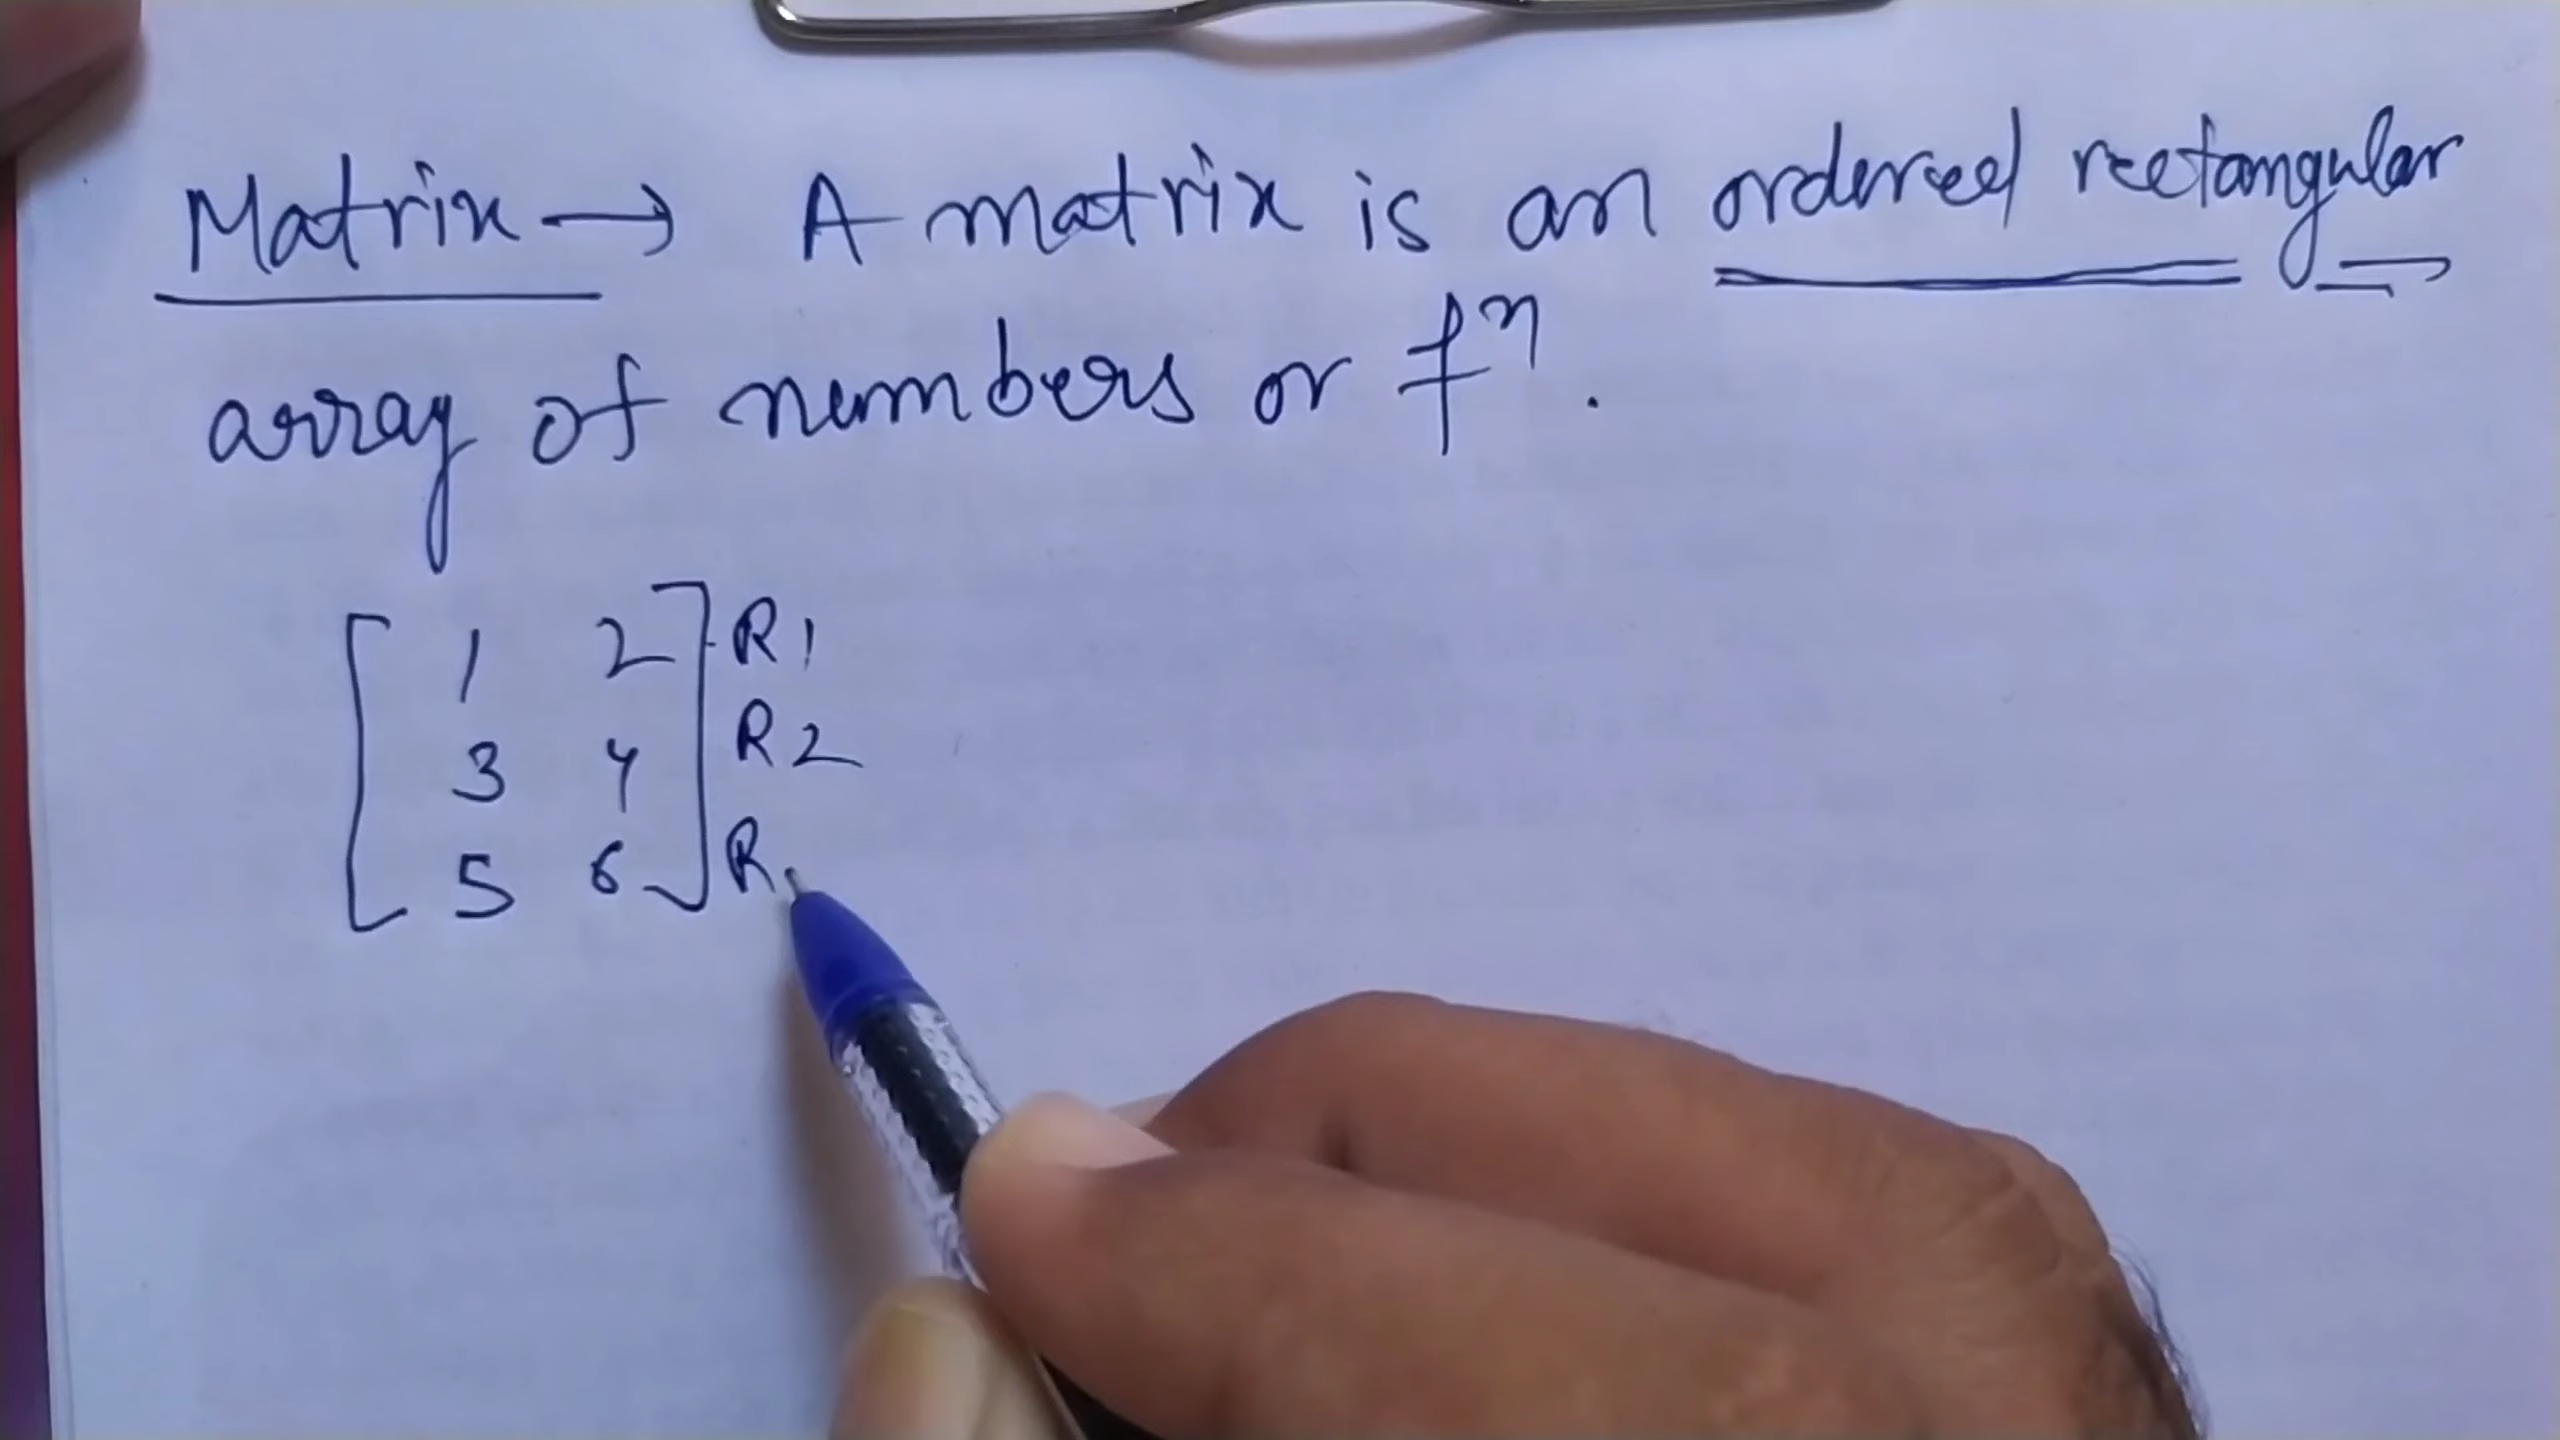 Matrix → A matrix is an ordered rectangular
array of numbers or fⁿ.
[ 1 2 ] R1
3 4 R2
5 6 R